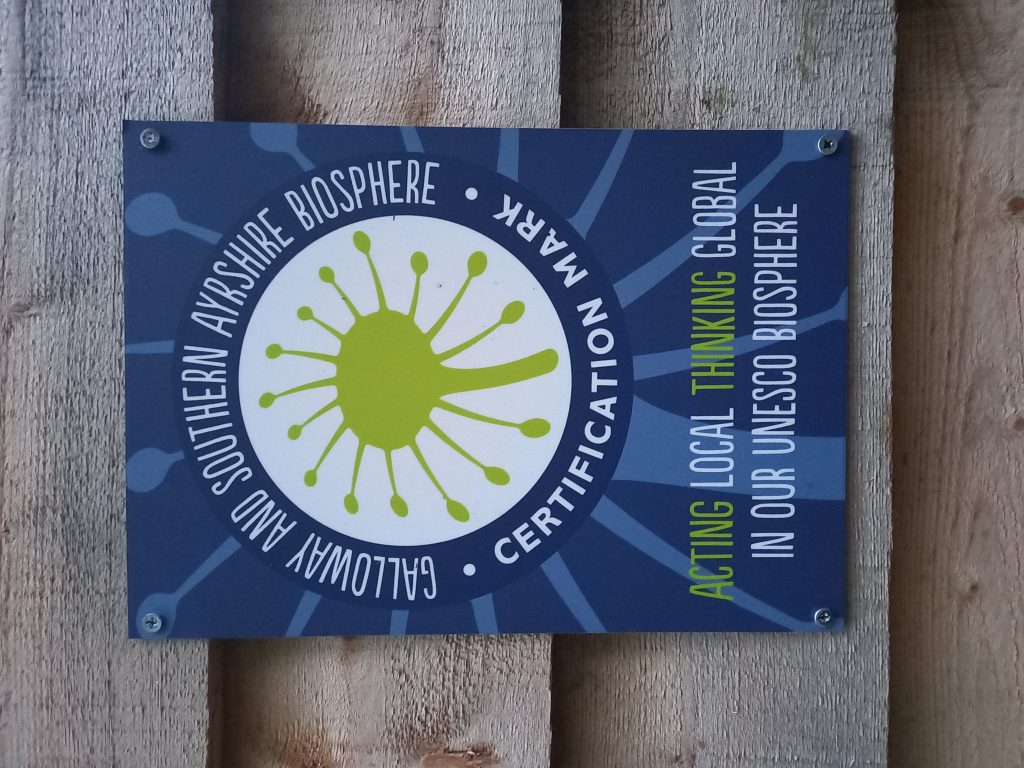 GALLOWAY AND SOUTHERN AYRSHIRE BIOSPHERE
• CERTIFICATION MARK •
ACTING LOCAL THINKING GLOBAL
IN OUR UNESCO BIOSPHERE